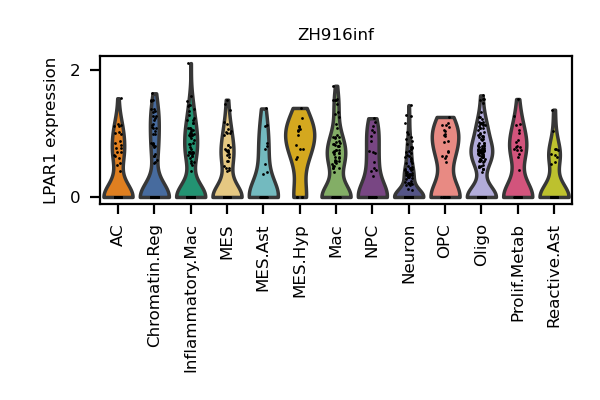 ZH916inf
LPAR1 expression
2
0
AC
Chromatin.Reg
Inflammatory.Mac
MES
MES.Ast
MES.Hyp
Mac
NPC
Neuron
OPC
Oligo
Prolif.Metab
Reactive.Ast